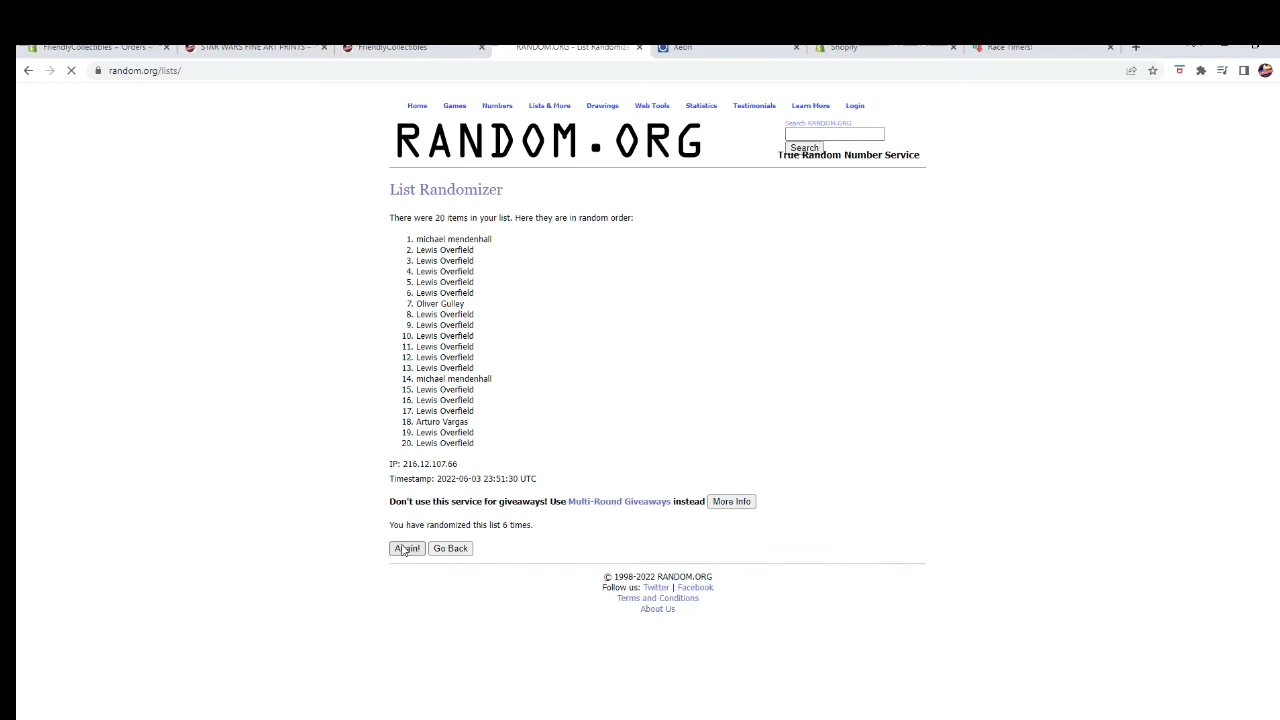 FriendlyCollectibles ~ Orders ~ STAR WARS FINE ART PRINTS – FriendlyCollectibles RANDOM.ORG - List Randomiz Xeon Shopify Race Timers!
random.org/lists/
Home Games Numbers Lists & More Drawings Web Tools Statistics Testimonials Learn More Login
Search RANDOM.ORG
RANDOM.ORG
Search
True Random Number Service
List Randomizer
There were 20 items in your list. Here they are in random order:
1. michael mendenhall
2. Lewis Overfield
3. Lewis Overfield
4. Lewis Overfield
5. Lewis Overfield
6. Lewis Overfield
7. Oliver Gulley
8. Lewis Overfield
9. Lewis Overfield
10. Lewis Overfield
11. Lewis Overfield
12. Lewis Overfield
13. Lewis Overfield
14. michael mendenhall
15. Lewis Overfield
16. Lewis Overfield
17. Lewis Overfield
18. Arturo Vargas
19. Lewis Overfield
20. Lewis Overfield
IP: 216.12.107.66
Timestamp: 2022-06-03 23:51:30 UTC
Don't use this service for giveaways! Use Multi-Round Giveaways instead More Info
You have randomized this list 6 times.
Again! Go Back
© 1998-2022 RANDOM.ORG
Follow us: Twitter | Facebook
Terms and Conditions
About Us